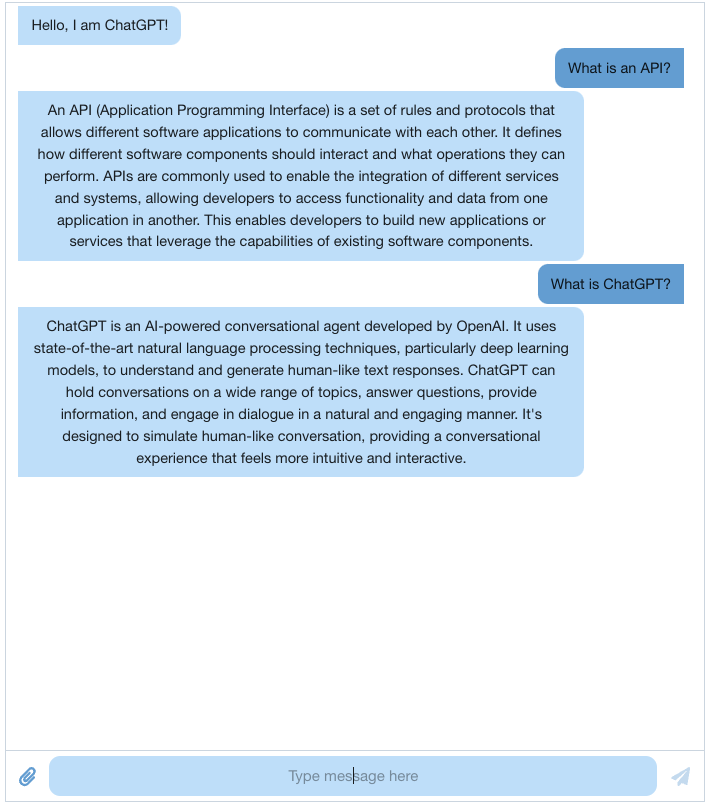 Hello, I am ChatGPT!
What is an API?
An API (Application Programming Interface) is a set of rules and protocols that
allows different software applications to communicate with each other. It defines
how different software components should interact and what operations they can
perform. APIs are commonly used to enable the integration of different services
and systems, allowing developers to access functionality and data from one
application in another. This enables developers to build new applications or
services that leverage the capabilities of existing software components.
What is ChatGPT?
ChatGPT is an AI-powered conversational agent developed by OpenAI. It uses
state-of-the-art natural language processing techniques, particularly deep learning
models, to understand and generate human-like text responses. ChatGPT can
hold conversations on a wide range of topics, answer questions, provide
information, and engage in dialogue in a natural and engaging manner. It's
designed to simulate human-like conversation, providing a conversational
experience that feels more intuitive and interactive.
Type message here